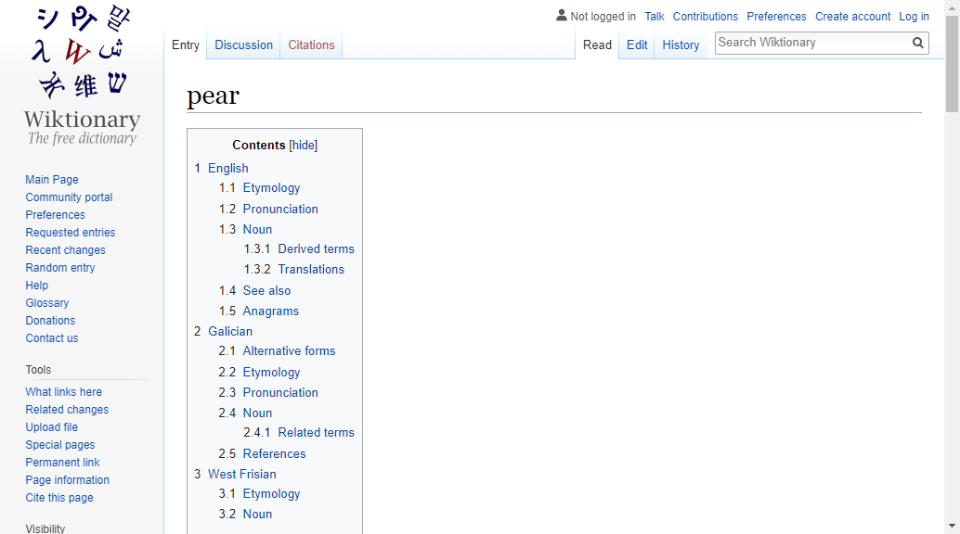 Not logged in Talk Contributions Preferences Create account Log in
Entry Discussion Citations Read Edit History Search Wiktionary
シ Թ 말
λ W ش
维 ש
Wiktionary
The free dictionary
Main Page
Community portal
Preferences
Requested entries
Recent changes
Random entry
Help
Glossary
Donations
Contact us
Tools
What links here
Related changes
Upload file
Special pages
Permanent link
Page information
Cite this page
Visibility
pear
Contents [hide]
1 English
1.1 Etymology
1.2 Pronunciation
1.3 Noun
1.3.1 Derived terms
1.3.2 Translations
1.4 See also
1.5 Anagrams
2 Galician
2.1 Alternative forms
2.2 Etymology
2.3 Pronunciation
2.4 Noun
2.4.1 Related terms
2.5 References
3 West Frisian
3.1 Etymology
3.2 Noun